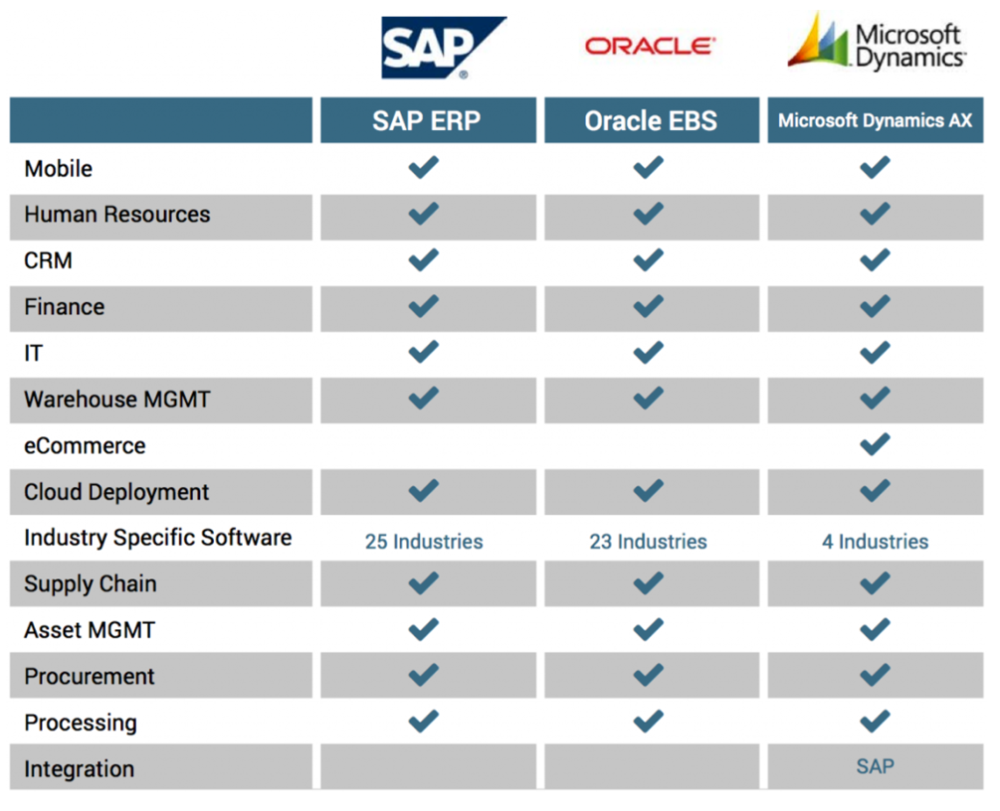 SAP ®
ORACLE®
Microsoft
Dynamics™
SAP ERP Oracle EBS Microsoft Dynamics AX
Mobile ✔ ✔ ✔
Human Resources ✔ ✔ ✔
CRM ✔ ✔ ✔
Finance ✔ ✔ ✔
IT ✔ ✔ ✔
Warehouse MGMT ✔ ✔ ✔
eCommerce ✔
Cloud Deployment ✔ ✔ ✔
Industry Specific Software 25 Industries 23 Industries 4 Industries
Supply Chain ✔ ✔ ✔
Asset MGMT ✔ ✔ ✔
Procurement ✔ ✔ ✔
Processing ✔ ✔ ✔
Integration SAP